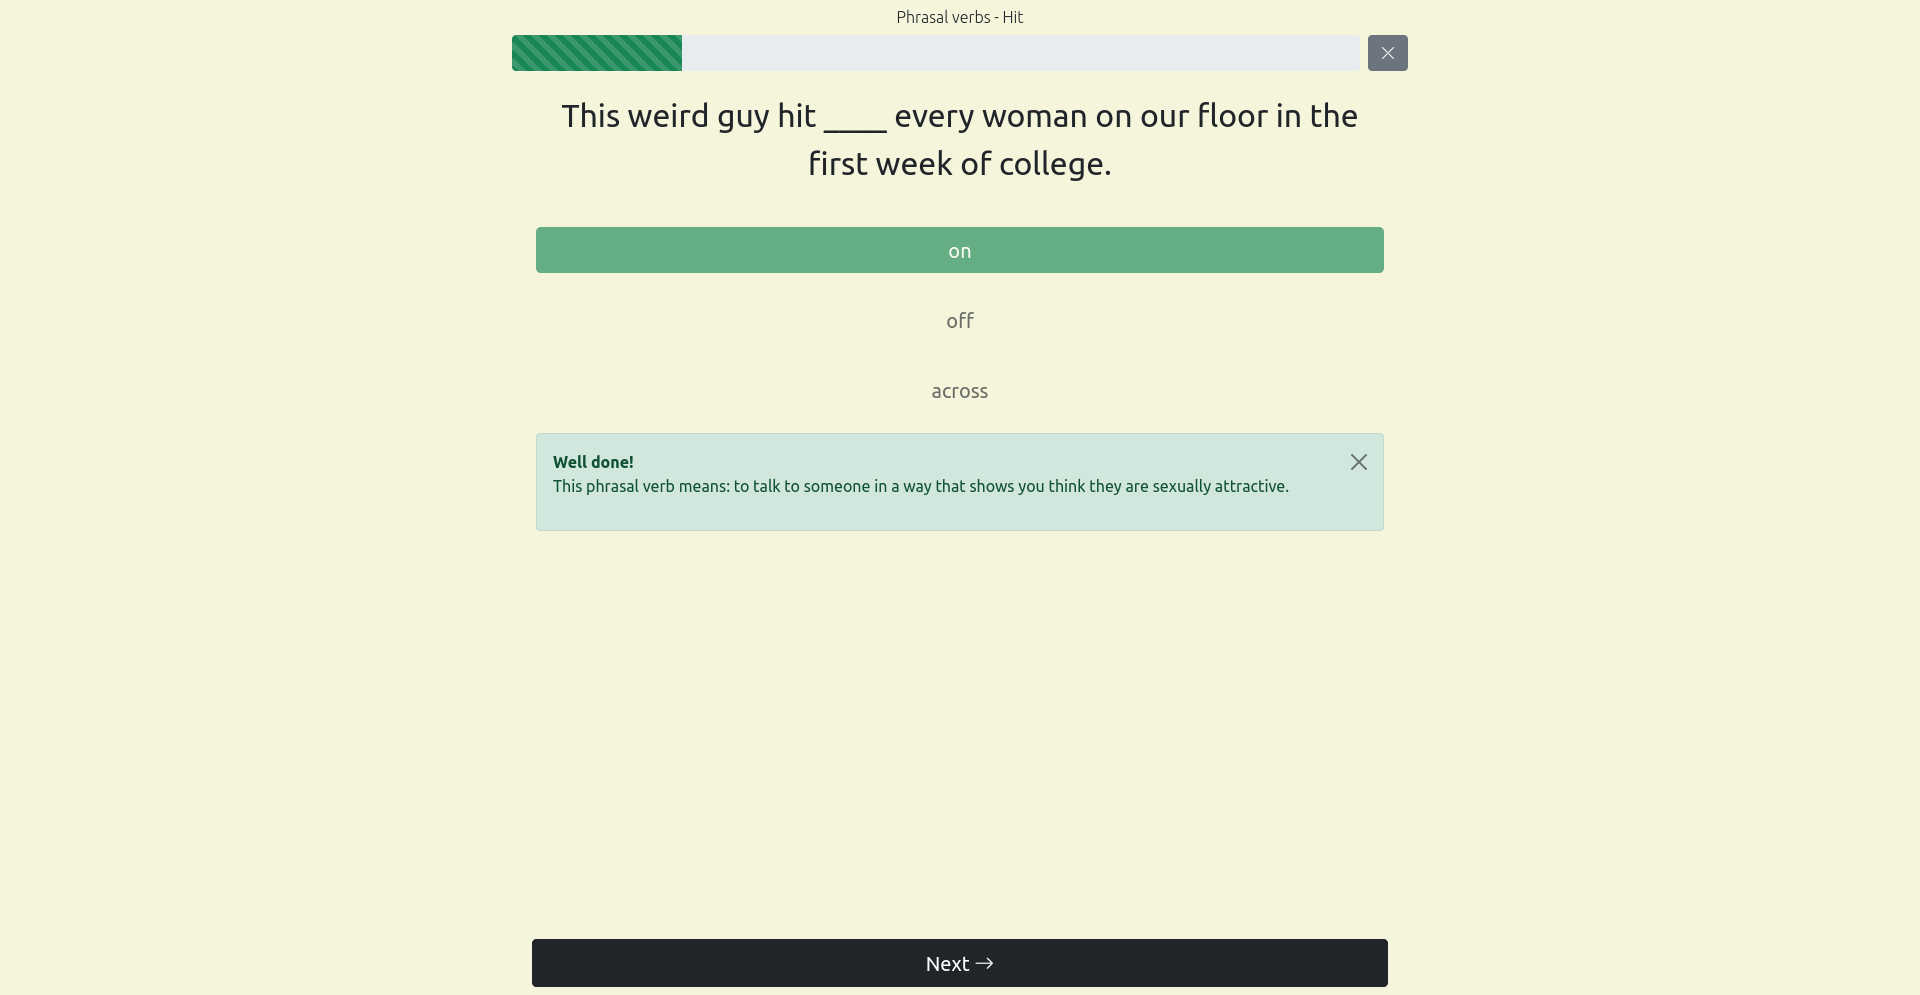 Phrasal verbs - Hit
This weird guy hit ____ every woman on our floor in the
first week of college.
on
off
across
Well done!
This phrasal verb means: to talk to someone in a way that shows you think they are sexually attractive.
Next →